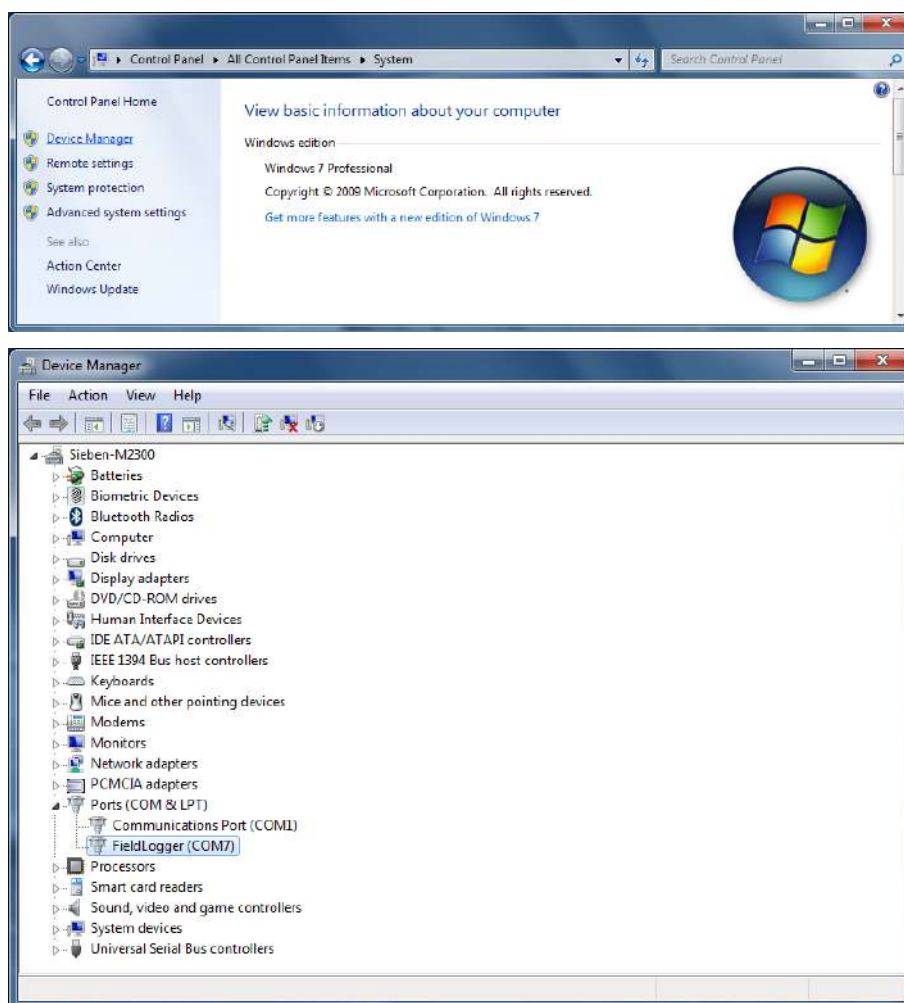 Control Panel ▸ All Control Panel Items ▸ System
Search Control Panel
Control Panel Home
Device Manager
Remote settings
System protection
Advanced system settings
See also
Action Center
Windows Update
View basic information about your computer
Windows edition
Windows 7 Professional
Copyright © 2009 Microsoft Corporation. All rights reserved.
Get more features with a new edition of Windows 7
Device Manager
File Action View Help
Sieben-M2300
Batteries
Biometric Devices
Bluetooth Radios
Computer
Disk drives
Display adapters
DVD/CD-ROM drives
Human Interface Devices
IDE ATA/ATAPI controllers
IEEE 1394 Bus host controllers
Keyboards
Mice and other pointing devices
Modems
Monitors
Network adapters
PCMCIA adapters
Ports (COM & LPT)
Communications Port (COM1)
FieldLogger (COM7)
Processors
Smart card readers
Sound, video and game controllers
System devices
Universal Serial Bus controllers